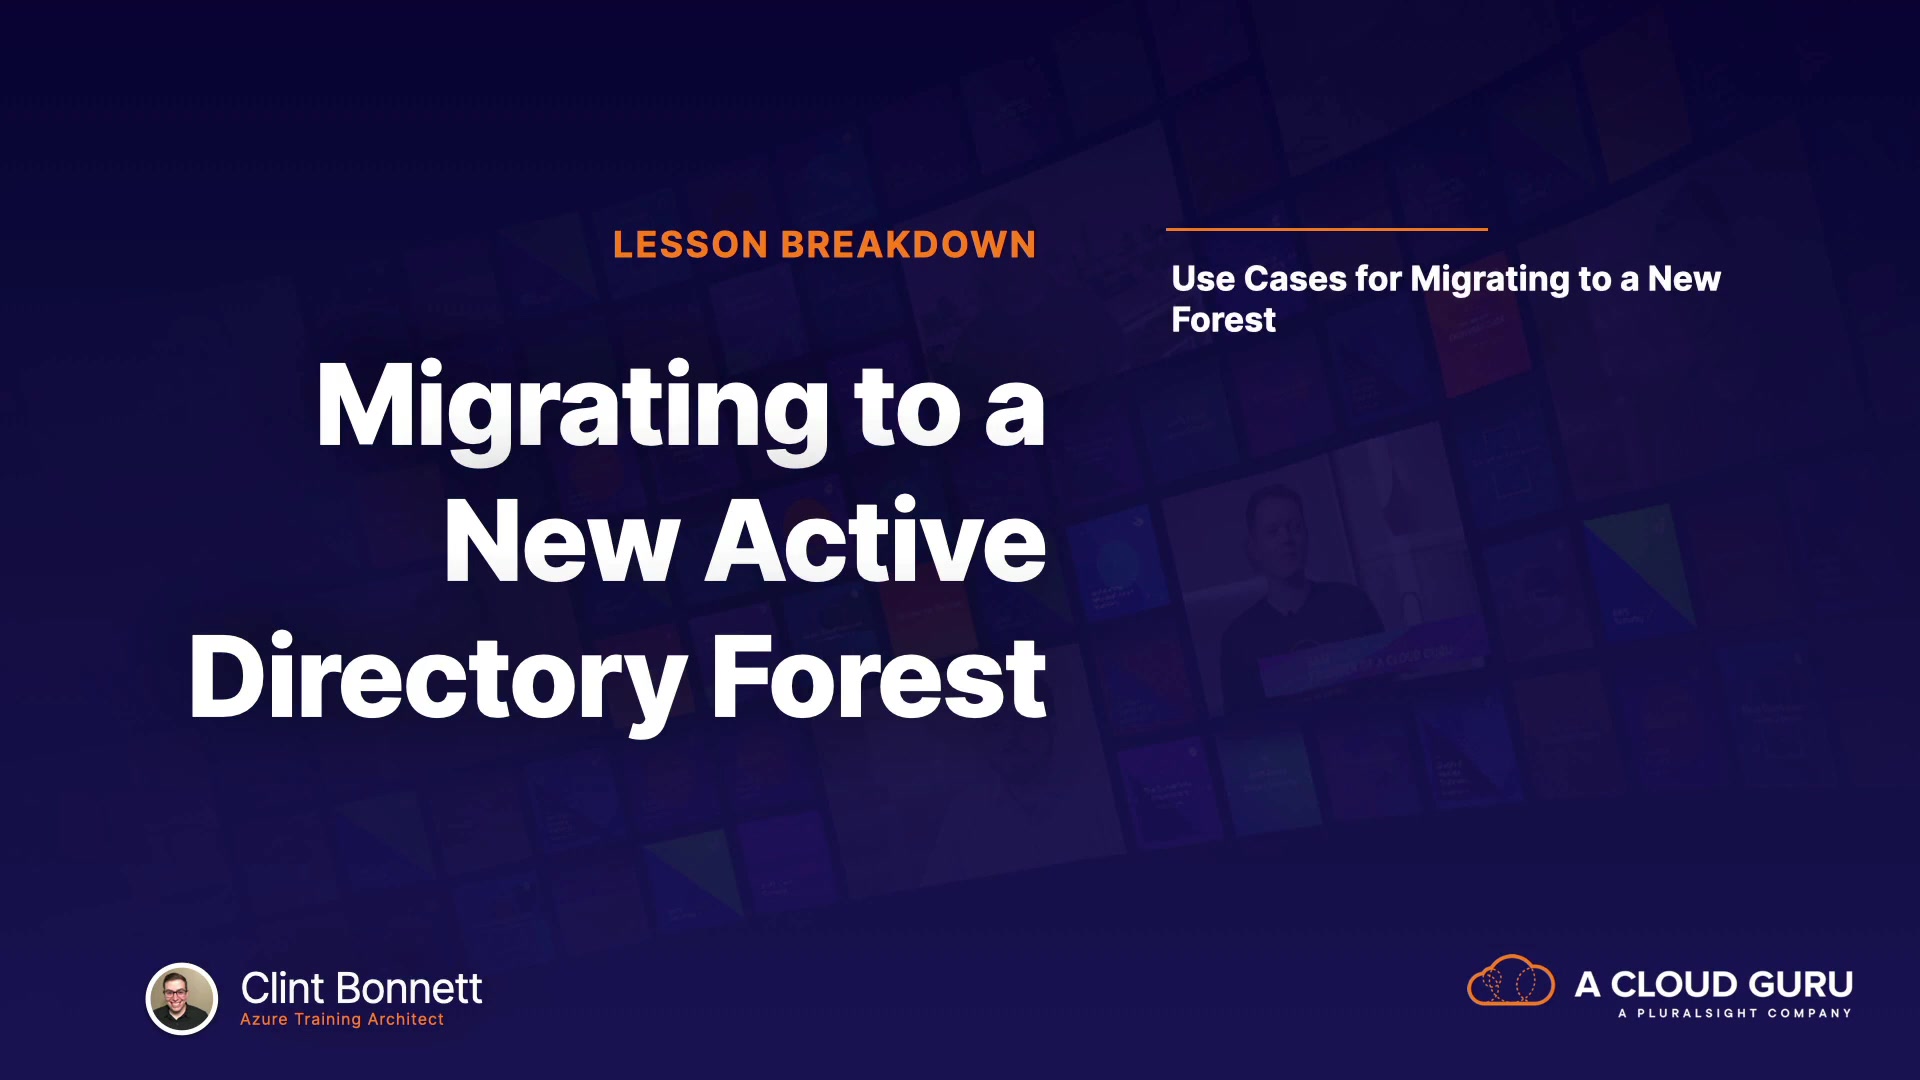 LESSON BREAKDOWN
Migrating to a
New Active
Directory Forest
Use Cases for Migrating to a New
Forest
Clint Bonnett
Azure Training Architect
A CLOUD GURU
A PLURALSIGHT COMPANY